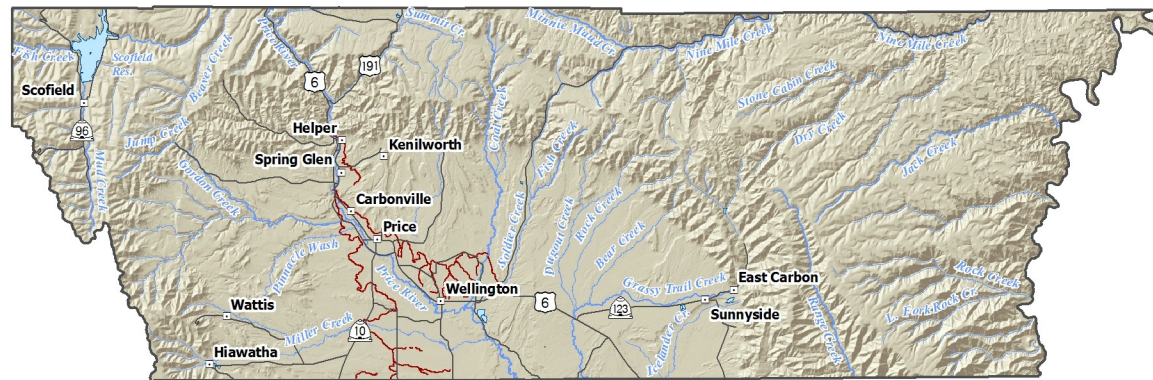 Fish Creek
Scofield
Res.
Scofield
96
Mud Creek
Jump Creek
Beaver Creek
Gordon Creek
Price River
6
191
Summit Cr.
Minnie Maud Cr.
Nine Mile Creek
Nine Mile Creek
Helper
Kenilworth
Spring Glen
Carbonville
Price
Coal Creek
Soldier Creek
Fish Creek
Dugout Creek
Rock Creek
Bear Creek
Stone Cabin Creek
Dry Creek
Jack Creek
Pinnacle Wash
Price River
Wellington
6
Grassy Trail Creek
123
East Carbon
Sunnyside
Icelander Cr.
Range Creek
Rock Creek
L. Fork Rock Cr.
Wattis
Miller Creek
10
Hiawatha